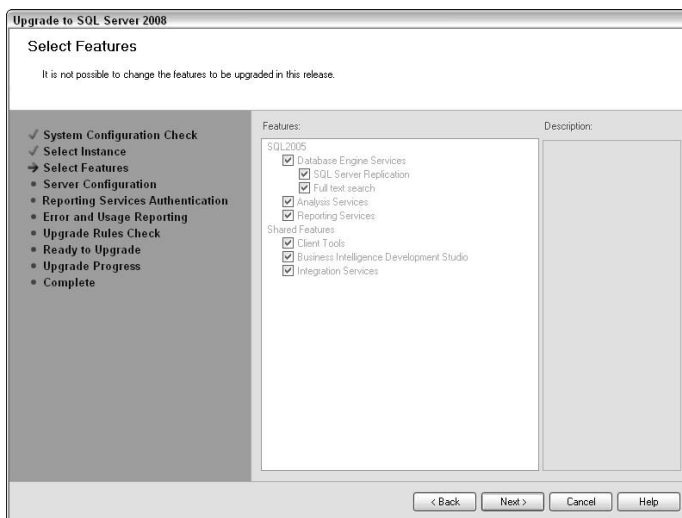 Upgrade to SQL Server 2008
Select Features
It is not possible to change the features to be upgraded in this release.
System Configuration Check
Select Instance
Select Features
Server Configuration
Reporting Services Authentication
Error and Usage Reporting
Upgrade Rules Check
Ready to Upgrade
Upgrade Progress
Complete
Features:
SQL2005
Database Engine Services
SQL Server Replication
Full text search
Analysis Services
Reporting Services
Shared Features
Client Tools
Business Intelligence Development Studio
Integration Services
Description:
< Back
Next >
Cancel
Help